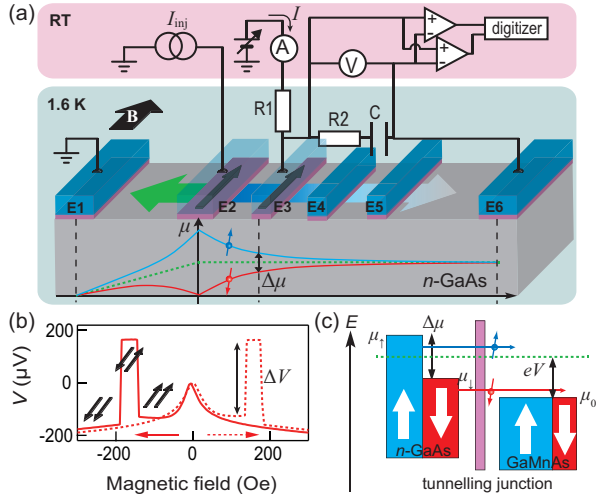 (a)
RT
I_inj
I
A
V
+
-
+
-
digitizer
1.6 K
B
R1
R2
C
E1
E2
E3
E4
E5
E6
μ
Δμ
n-GaAs
(b)
V (μV)
200
0
-200
ΔV
-200
0
200
Magnetic field (Oe)
(c)
E
μ↑
Δμ
μ↓
eV
μ0
n-GaAs
GaMnAs
tunnelling junction